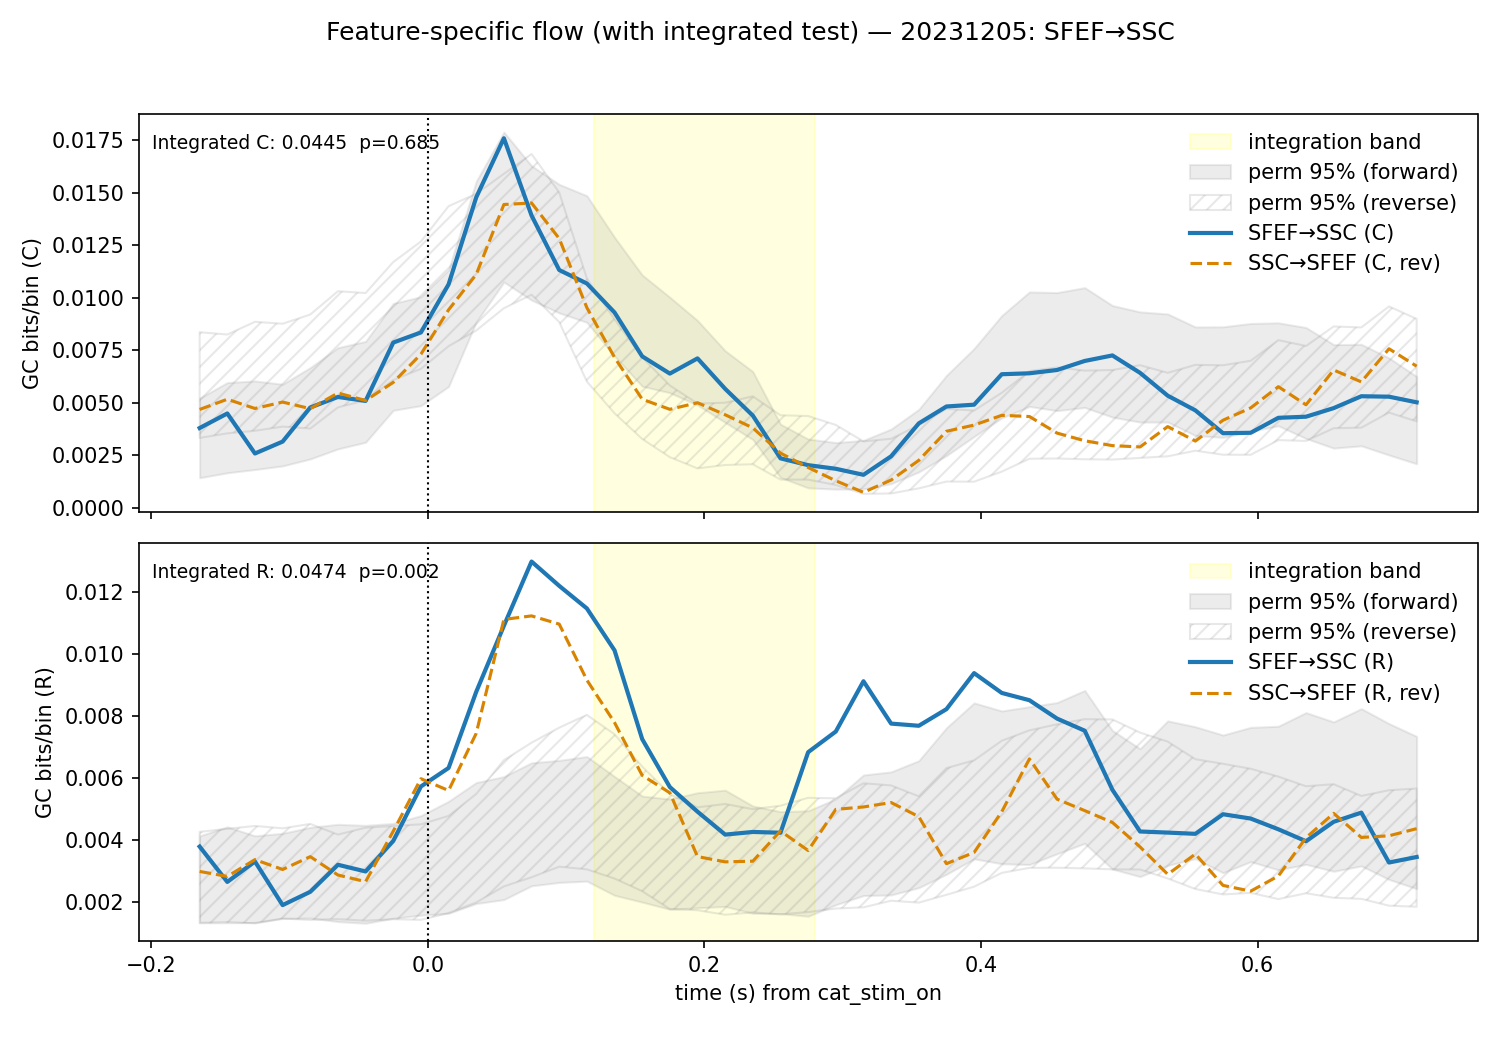 Feature-specific flow (with integrated test) — 20231205: SFEF→SSC
Integrated C: 0.0445  p=0.685
integration band
perm 95% (forward)
perm 95% (reverse)
SFEF→SSC (C)
SSC→SFEF (C, rev)
GC bits/bin (C)
0.0175
0.0150
0.0125
0.0100
0.0075
0.0050
0.0025
0.0000
Integrated R: 0.0474  p=0.002
integration band
perm 95% (forward)
perm 95% (reverse)
SFEF→SSC (R)
SSC→SFEF (R, rev)
GC bits/bin (R)
0.012
0.010
0.008
0.006
0.004
0.002
−0.2 0.0 0.2 0.4 0.6
time (s) from cat_stim_on